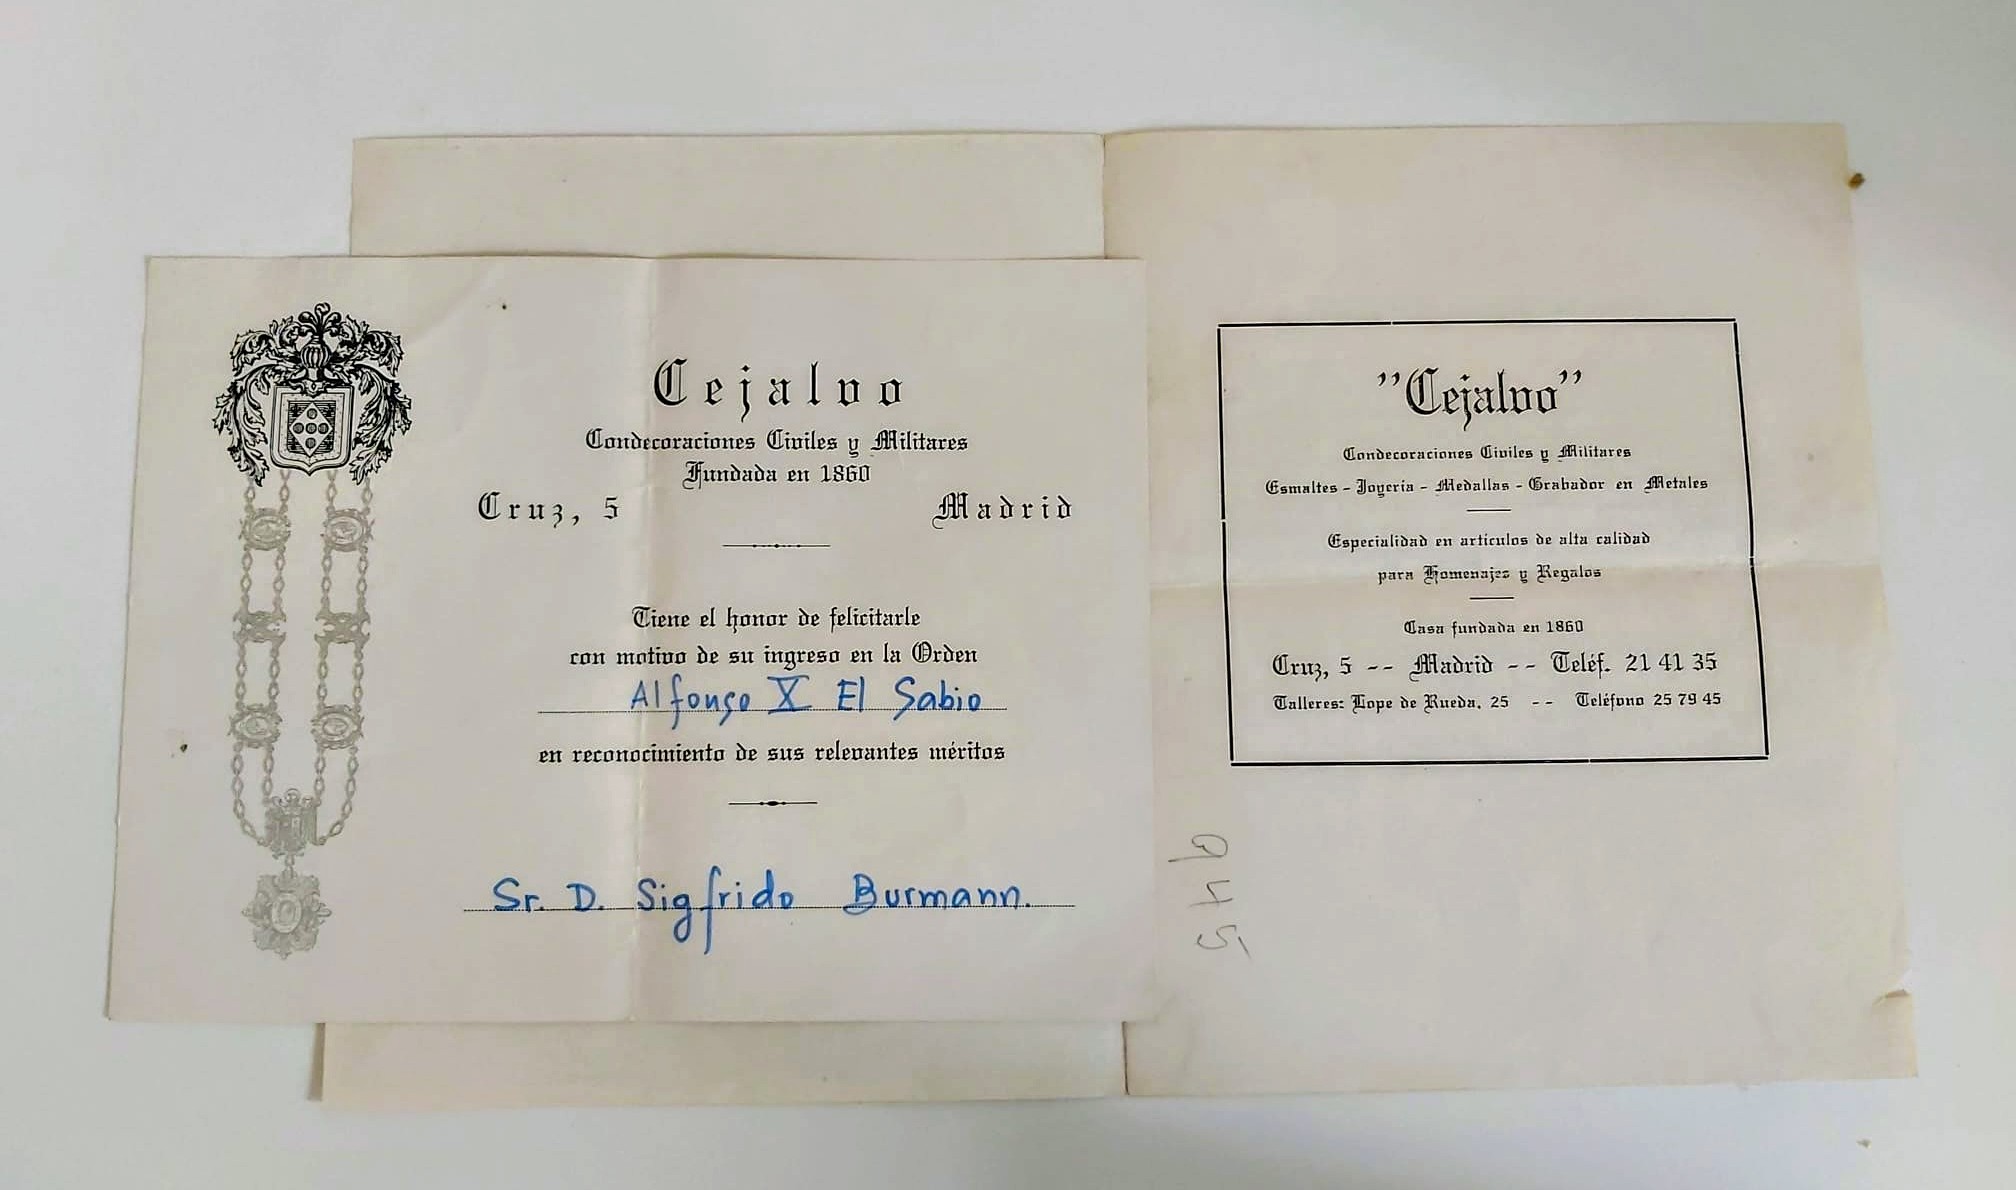 Cejalvo
Condecoraciones Civiles y Militares
Fundada en 1860
Cruz, 5 Madrid
Tiene el honor de felicitarle
con motivo de su ingreso en la Orden
Alfonso X El Sabio
en reconocimiento de sus relevantes méritos
Sr. D. Sigfrido Burmann.
"Cejalvo"
Condecoraciones Civiles y Militares
Esmaltes - Joyería - Medallas - Grabador en Metales
Especialidad en artículos de alta calidad
para Homenajes y Regalos
Casa fundada en 1860
Cruz, 5 -- Madrid -- Teléf. 21 41 35
Talleres: Lope de Rueda, 25 -- Teléfono 25 79 45
945